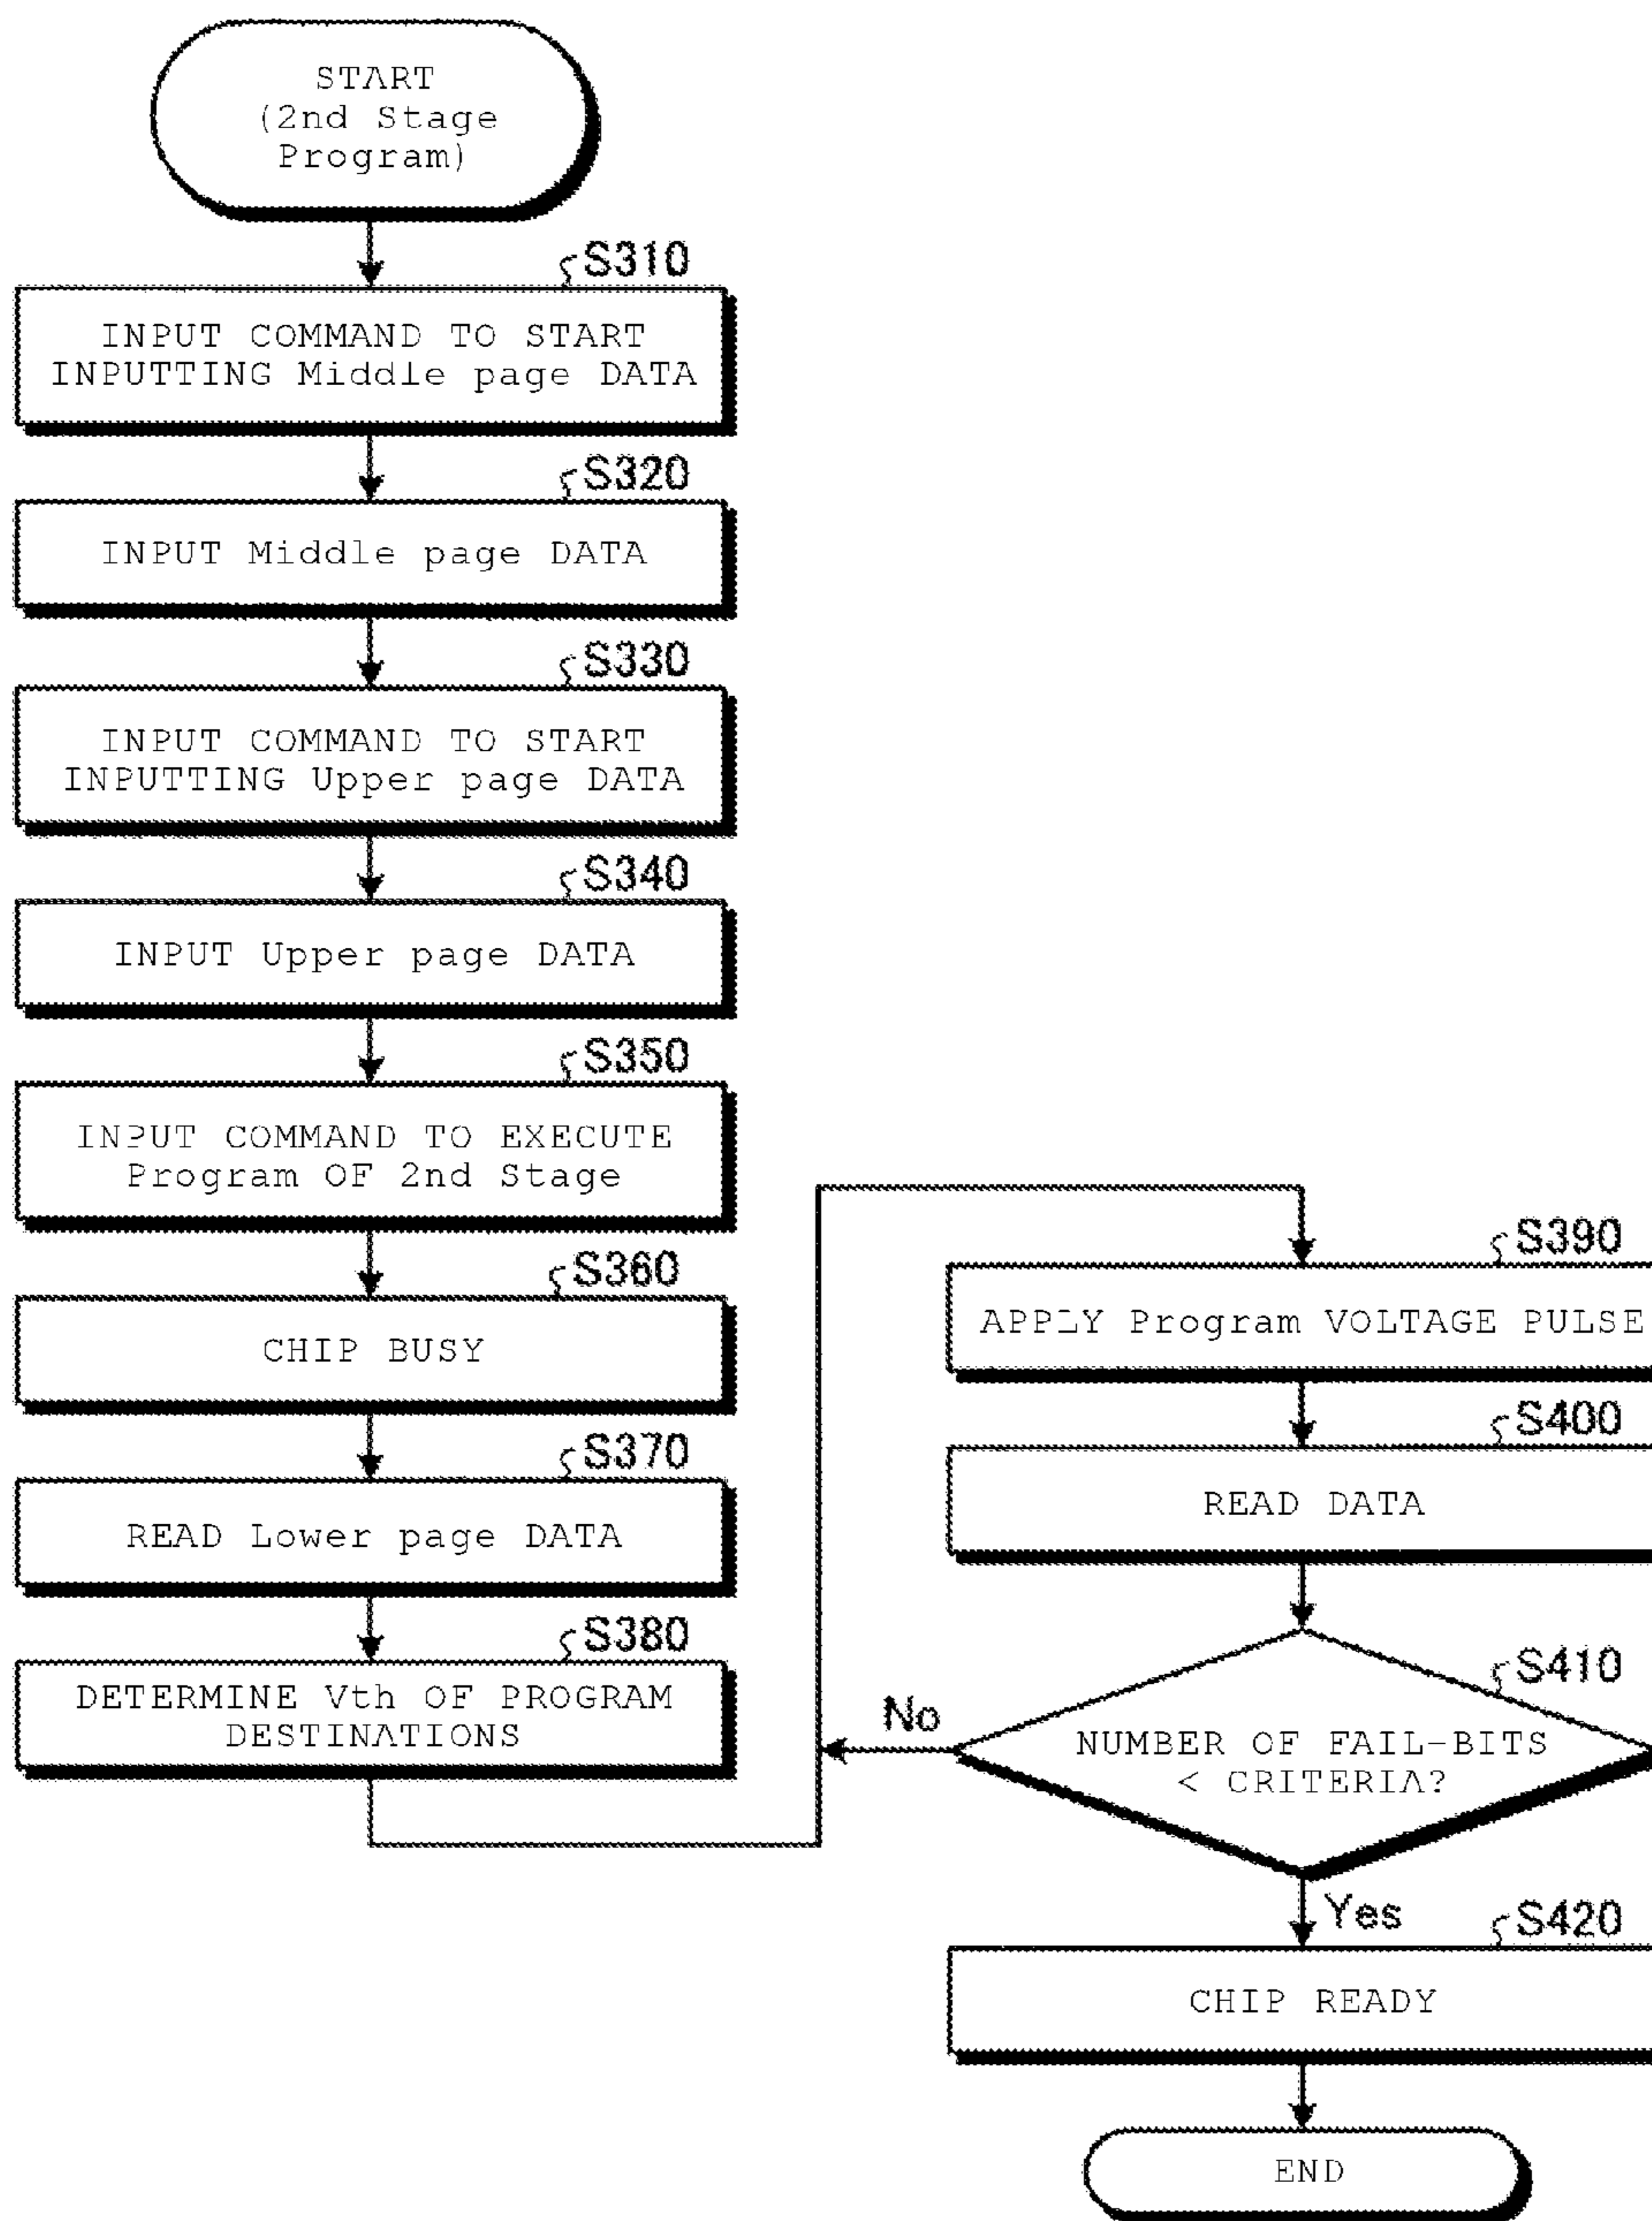 START
(2nd Stage
Program)
S310
INPUT COMMAND TO START
INPUTTING Middle page DATA
S320
INPUT Middle page DATA
S330
INPUT COMMAND TO START
INPUTTING Upper page DATA
S340
INPUT Upper page DATA
S350
INPUT COMMAND TO EXECUTE
Program OF 2nd Stage
S360
CHIP BUSY
S370
READ Lower page DATA
S380
DETERMINE Vth OF PROGRAM
DESTINATIONS
S390
APPLY Program VOLTAGE PULSE
S400
READ DATA
S410
NUMBER OF FAIL-BITS
< CRITERIA?
No
Yes
S420
CHIP READY
END